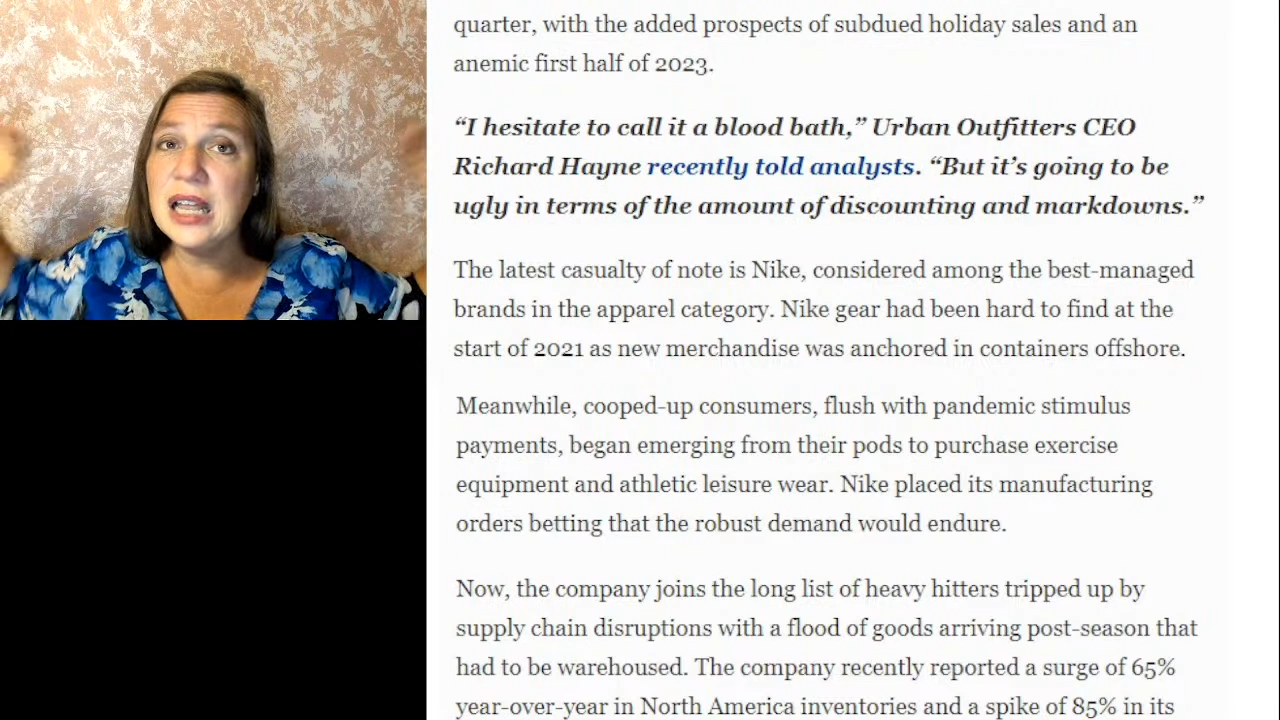 quarter, with the added prospects of subdued holiday sales and an
anemic first half of 2023.
“I hesitate to call it a blood bath,” Urban Outfitters CEO
Richard Hayne recently told analysts. “But it’s going to be
ugly in terms of the amount of discounting and markdowns.”
The latest casualty of note is Nike, considered among the best-managed
brands in the apparel category. Nike gear had been hard to find at the
start of 2021 as new merchandise was anchored in containers offshore.
Meanwhile, cooped-up consumers, flush with pandemic stimulus
payments, began emerging from their pods to purchase exercise
equipment and athletic leisure wear. Nike placed its manufacturing
orders betting that the robust demand would endure.
Now, the company joins the long list of heavy hitters tripped up by
supply chain disruptions with a flood of goods arriving post-season that
had to be warehoused. The company recently reported a surge of 65%
year-over-year in North America inventories and a spike of 85% in its